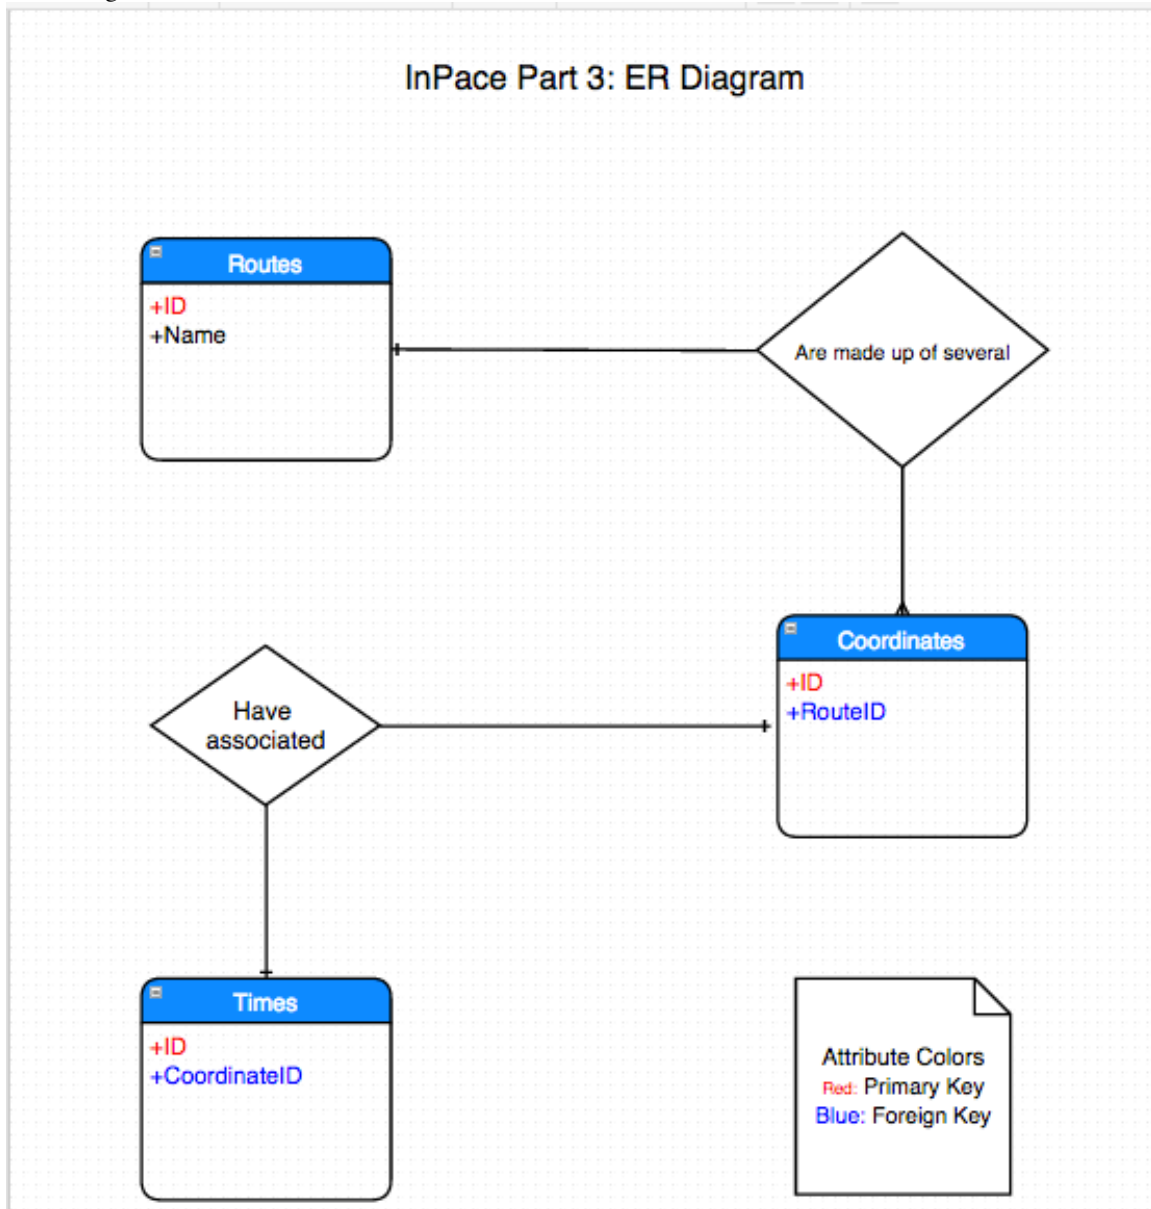 InPace Part 3: ER Diagram
Routes
+ID
+Name
Are made up of several
Coordinates
+ID
+RouteID
Have
associated
Times
+ID
+CoordinateID
Attribute Colors
Red: Primary Key
Blue: Foreign Key